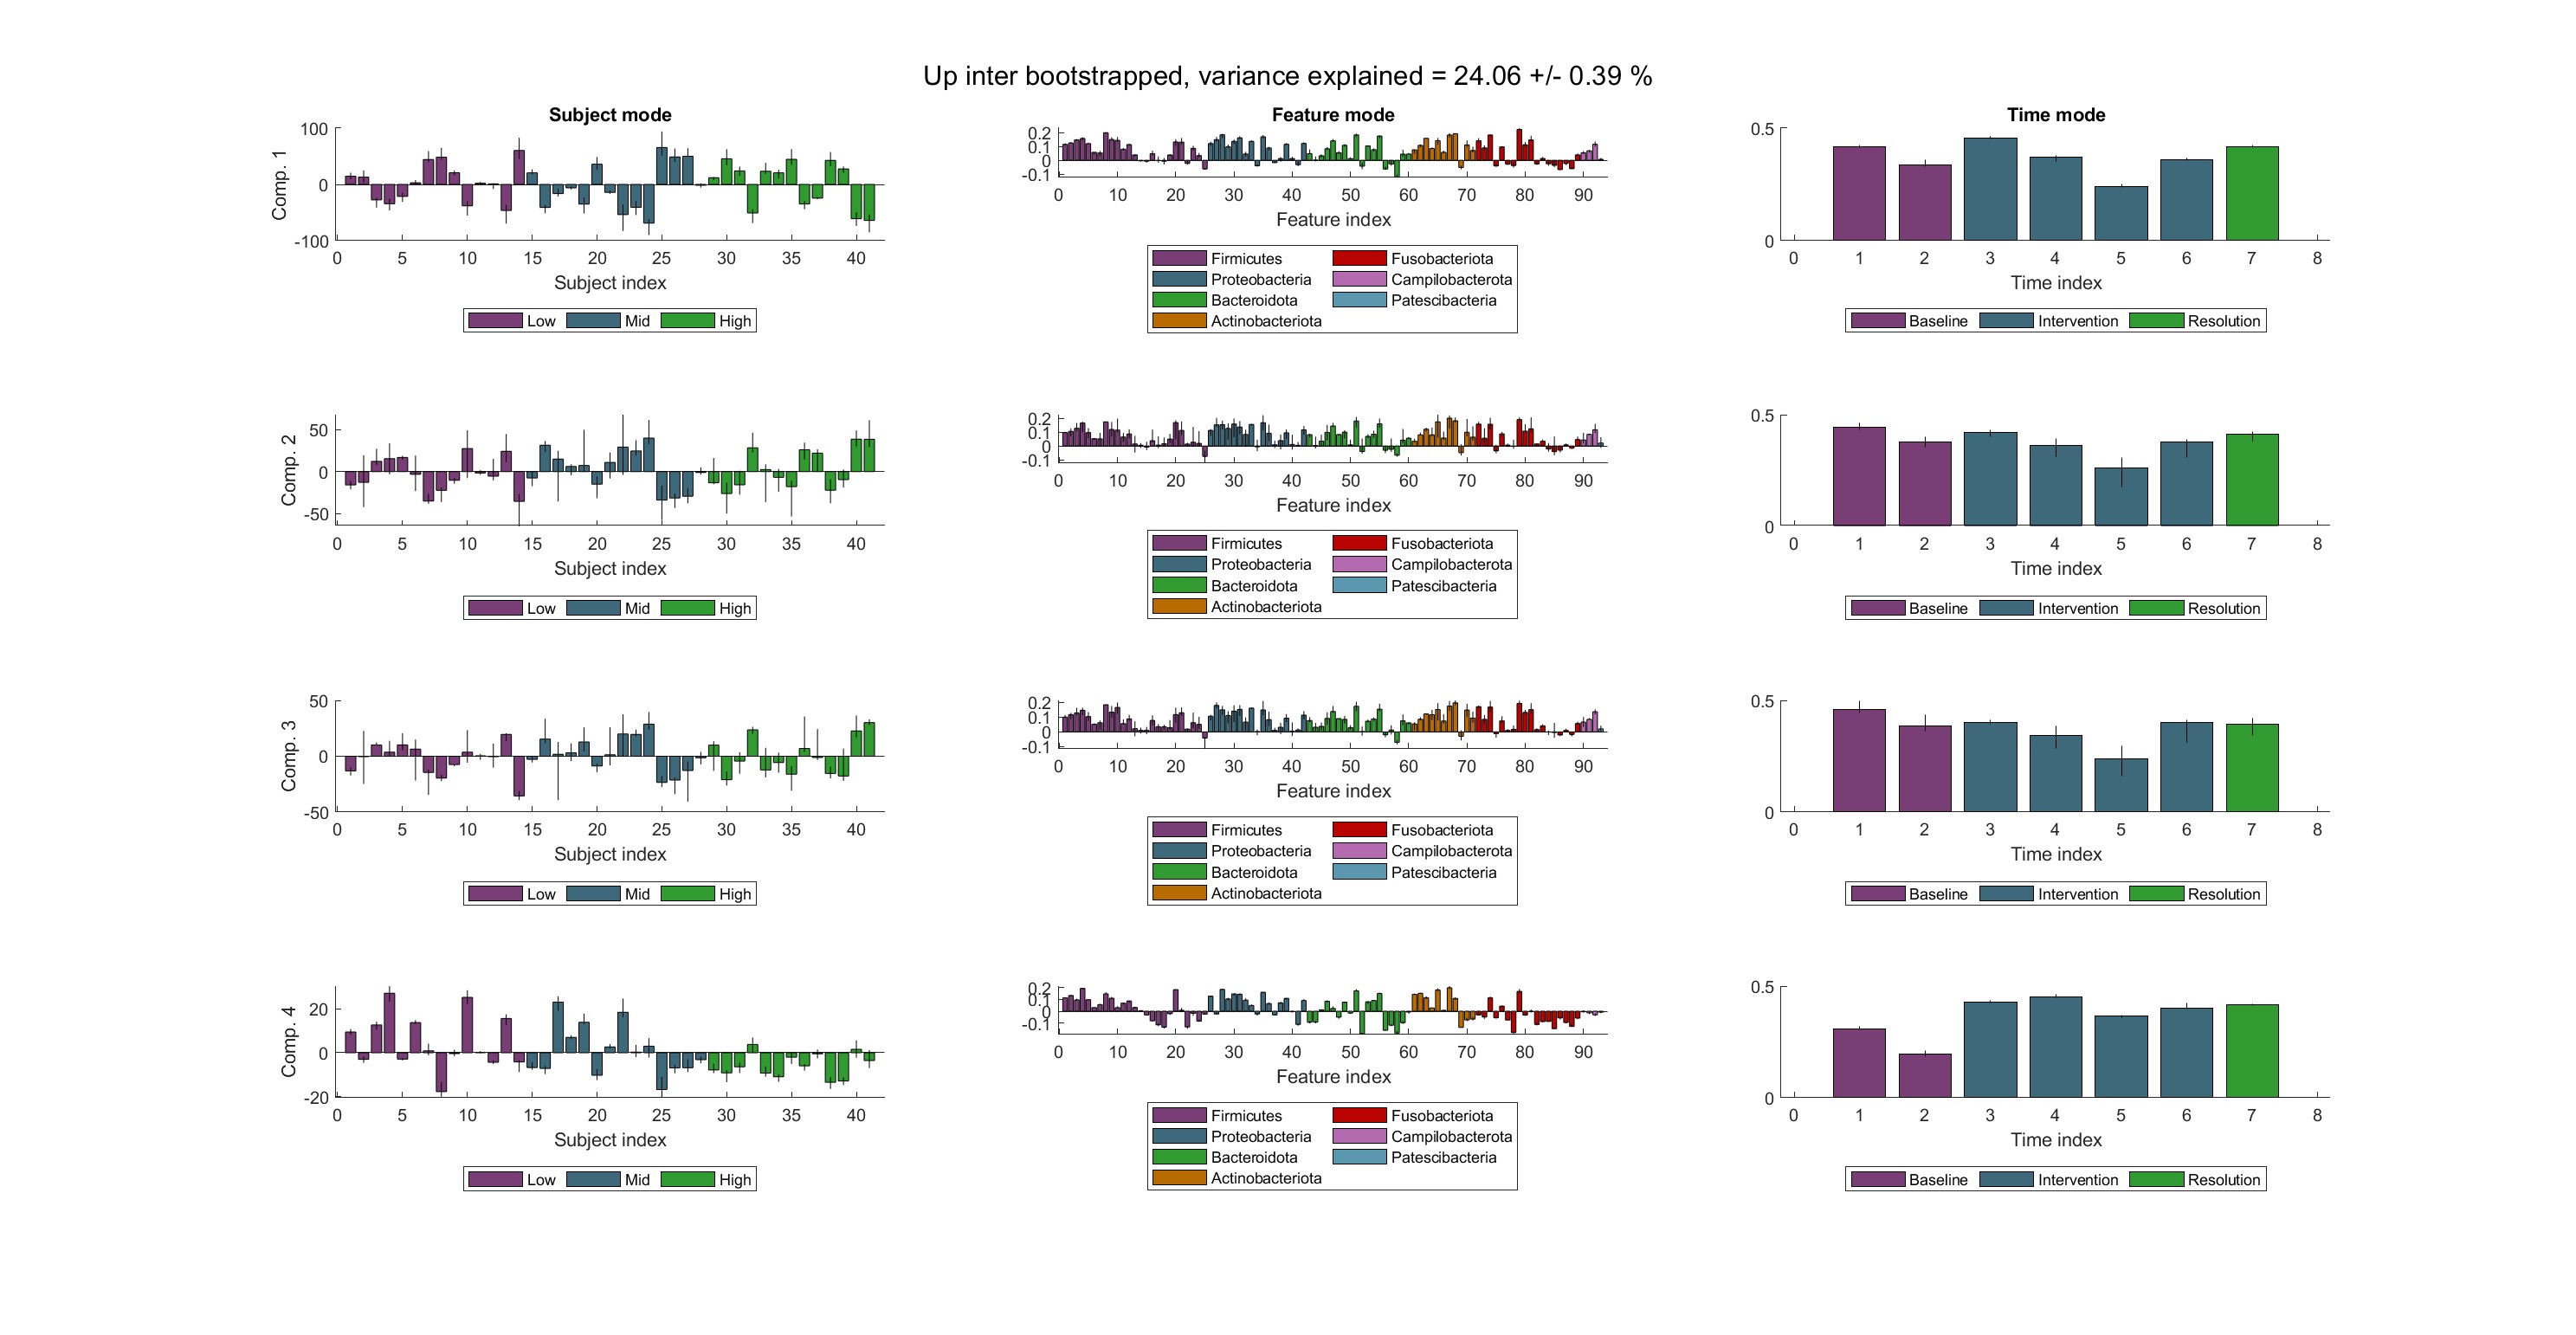 Up inter bootstrapped, variance explained = 24.06 +/- 0.39 %
Subject mode
Feature mode
Time mode
Comp. 1
100
0
-100
0 5 10 15 20 25 30 35 40
Subject index
Low Mid High
0.2
0.1
0
-0.1
0 10 20 30 40 50 60 70 80 90
Feature index
Firmicutes Fusobacteriota
Proteobacteria Campilobacterota
Bacteroidota Patescibacteria
Actinobacteriota
0.5
0
0 1 2 3 4 5 6 7 8
Time index
Baseline Intervention Resolution
Comp. 2
50
0
-50
0 5 10 15 20 25 30 35 40
Subject index
Low Mid High
0.2
0.1
0
-0.1
0 10 20 30 40 50 60 70 80 90
Feature index
Firmicutes Fusobacteriota
Proteobacteria Campilobacterota
Bacteroidota Patescibacteria
Actinobacteriota
0.5
0
0 1 2 3 4 5 6 7 8
Time index
Baseline Intervention Resolution
Comp. 3
50
0
-50
0 5 10 15 20 25 30 35 40
Subject index
Low Mid High
0.2
0.1
0
-0.1
0 10 20 30 40 50 60 70 80 90
Feature index
Firmicutes Fusobacteriota
Proteobacteria Campilobacterota
Bacteroidota Patescibacteria
Actinobacteriota
0.5
0
0 1 2 3 4 5 6 7 8
Time index
Baseline Intervention Resolution
Comp. 4
20
0
-20
0 5 10 15 20 25 30 35 40
Subject index
Low Mid High
0.2
0.1
0
-0.1
0 10 20 30 40 50 60 70 80 90
Feature index
Firmicutes Fusobacteriota
Proteobacteria Campilobacterota
Bacteroidota Patescibacteria
Actinobacteriota
0.5
0
0 1 2 3 4 5 6 7 8
Time index
Baseline Intervention Resolution